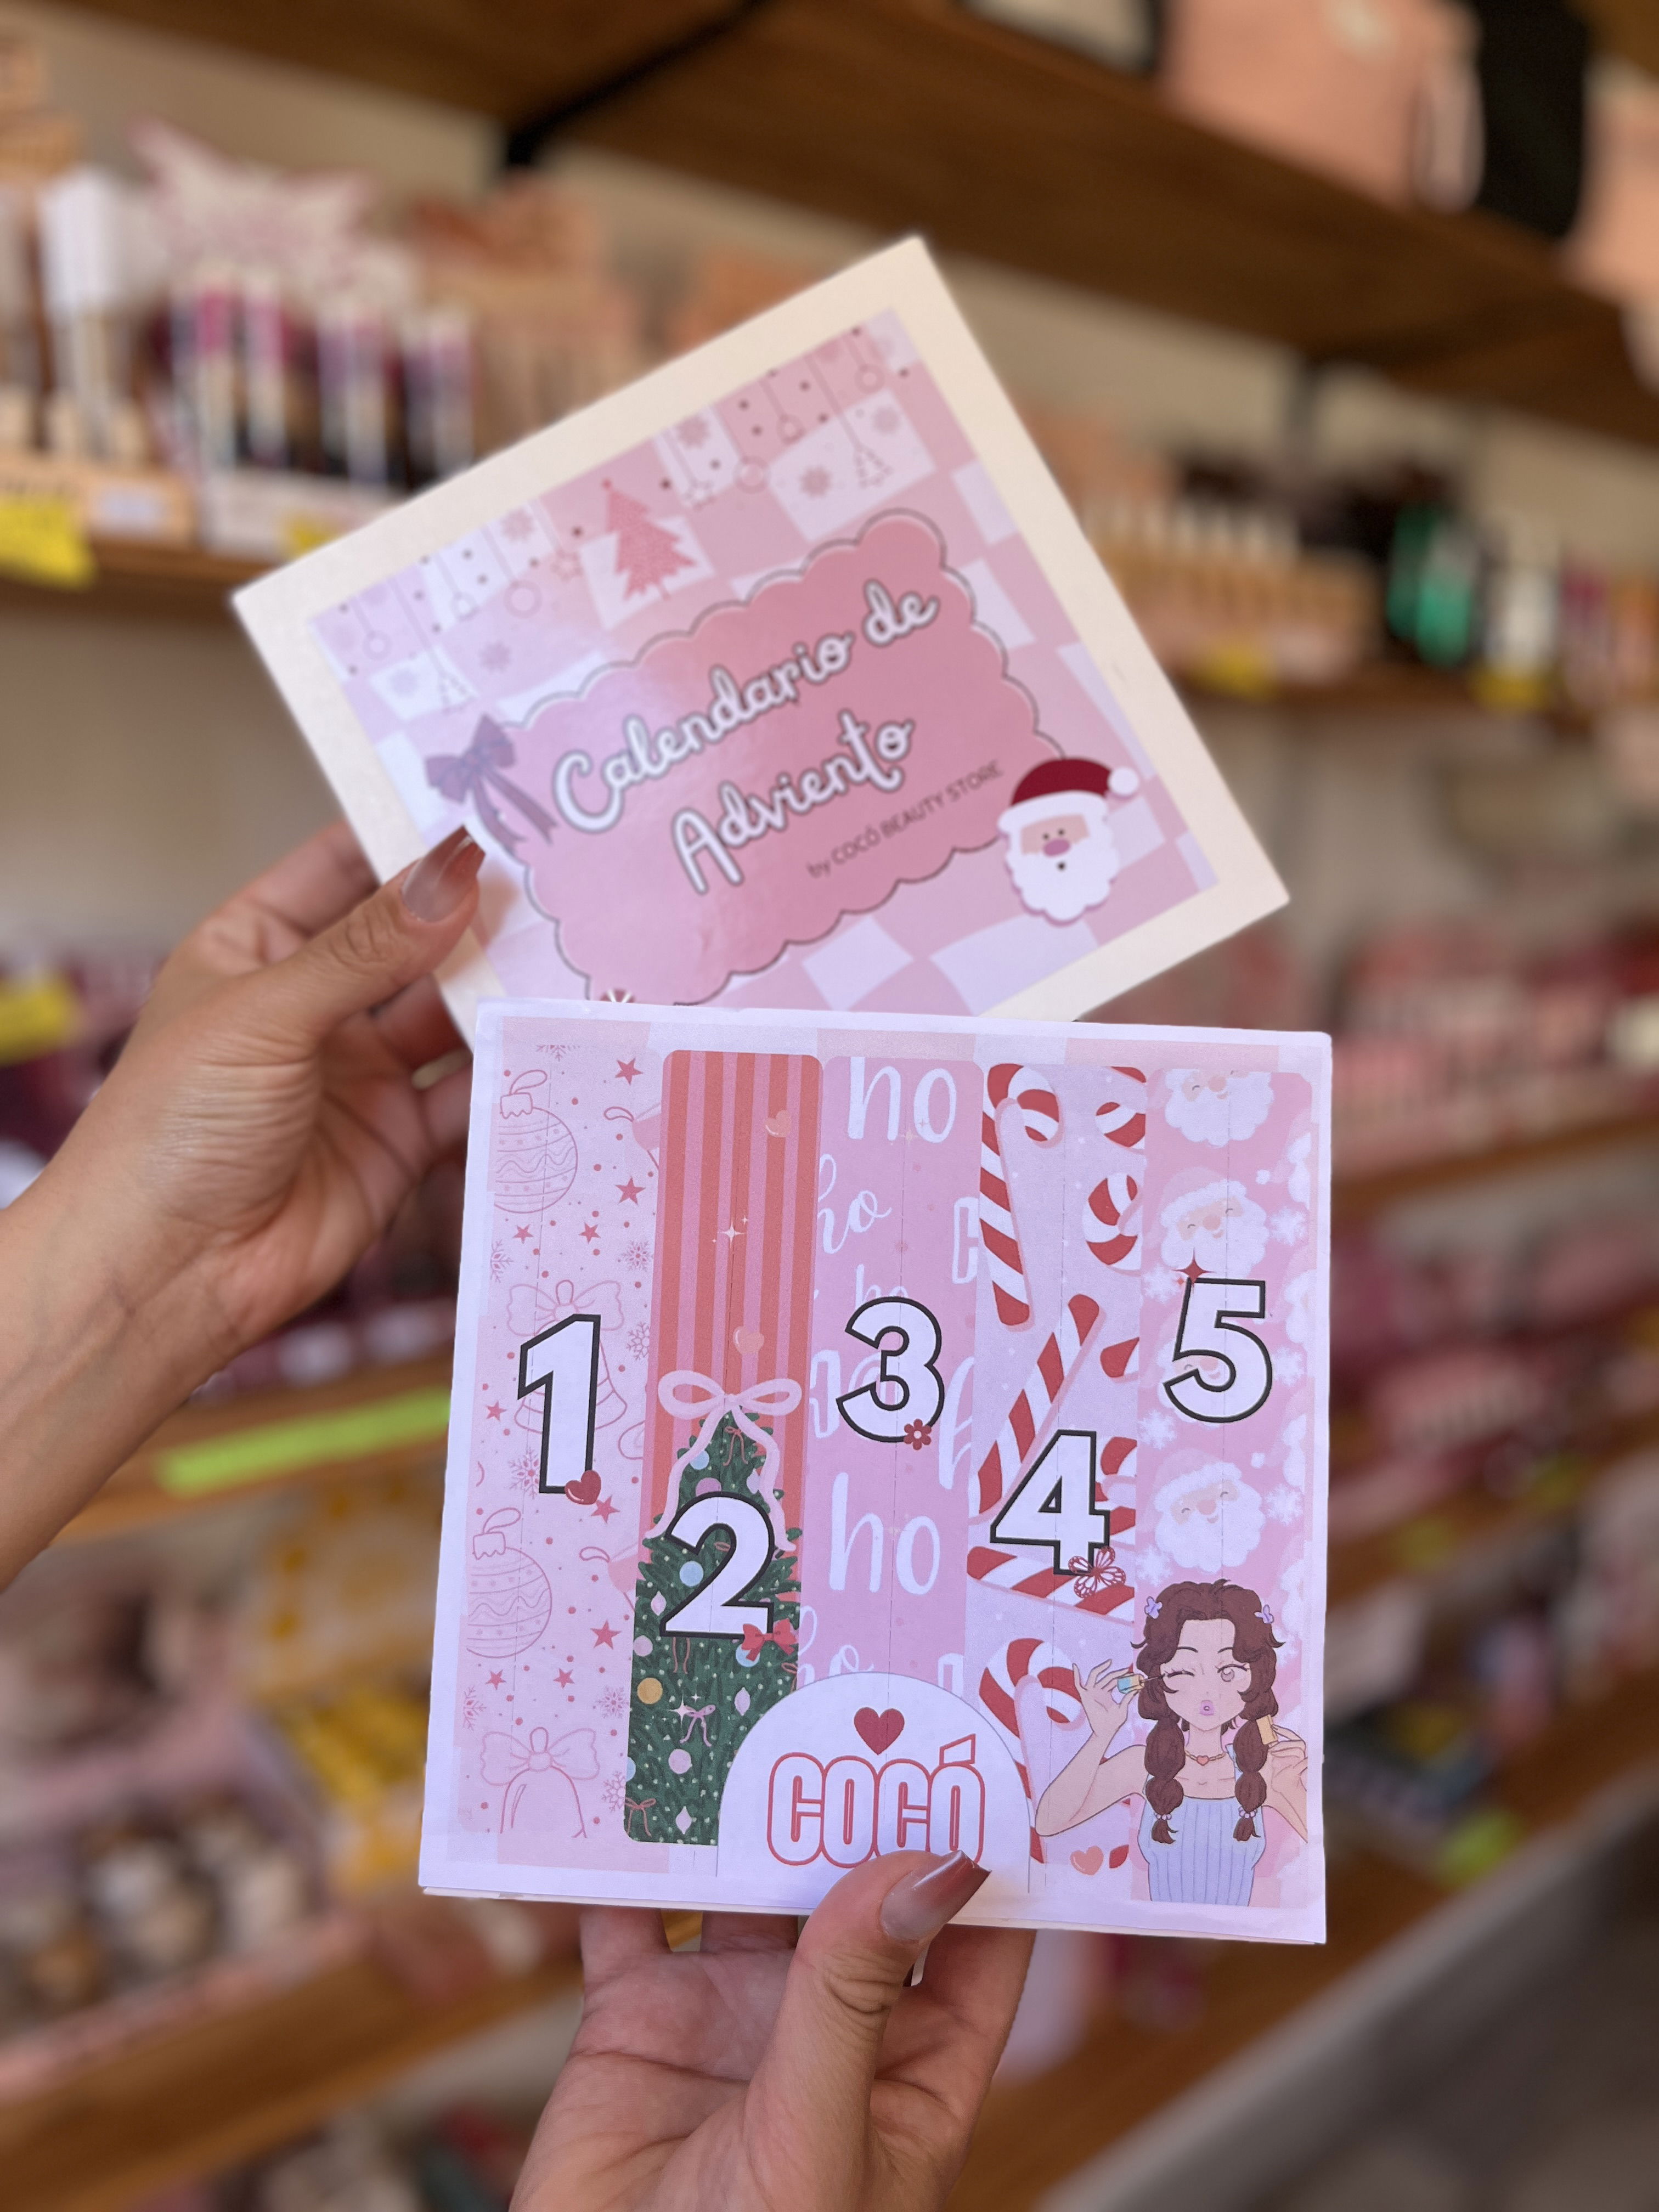 Calendario de
Adviento
by COCÓ BEAUTY STORE
ho
ho
ho
ho
1
2
3
4
5
COCÓ